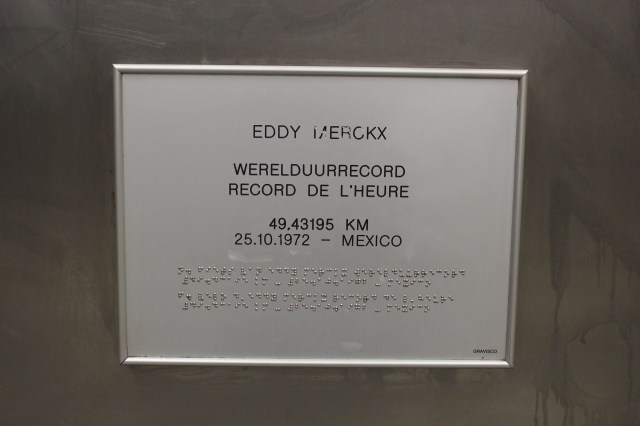 EDDY MERCKX
WERELDUURRECORD
RECORD DE L'HEURE
49,43195 KM
25.10.1972 - MEXICO
GRAVISCO